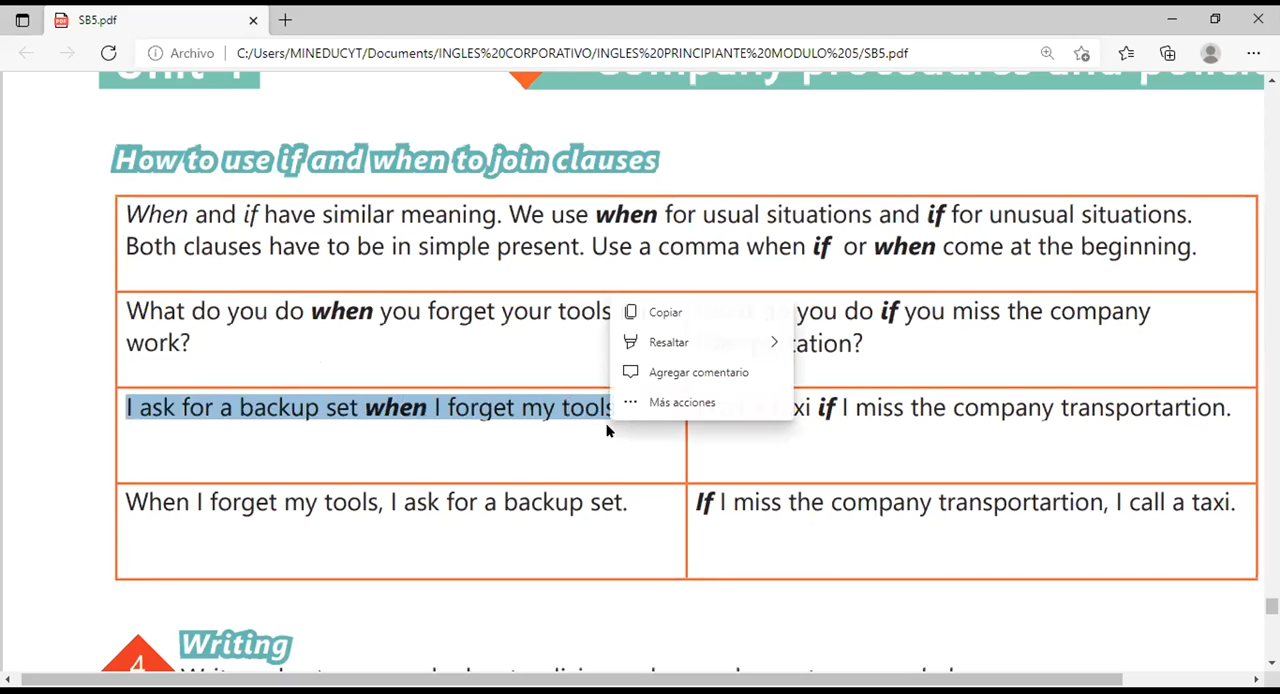 SB5.pdf
Archivo
C:/Users/MINEDUCYT/Documents/INGLES%20CORPORATIVO/INGLES%20PRINCIPIANTE%20MODULO%205/SB5.pdf
How to use if and when to join clauses
When and if have similar meaning. We use when for usual situations and if for unusual situations.
Both clauses have to be in simple present. Use a comma when if or when come at the beginning.
What do you do when you forget your tools
work?
you do if you miss the company
Copiar
Resaltar
Agregar comentario
Más acciones
I ask for a backup set when I forget my tools
if I miss the company transportartion.
When I forget my tools, I ask for a backup set.
If I miss the company transportartion, I call a taxi.
Writing
4